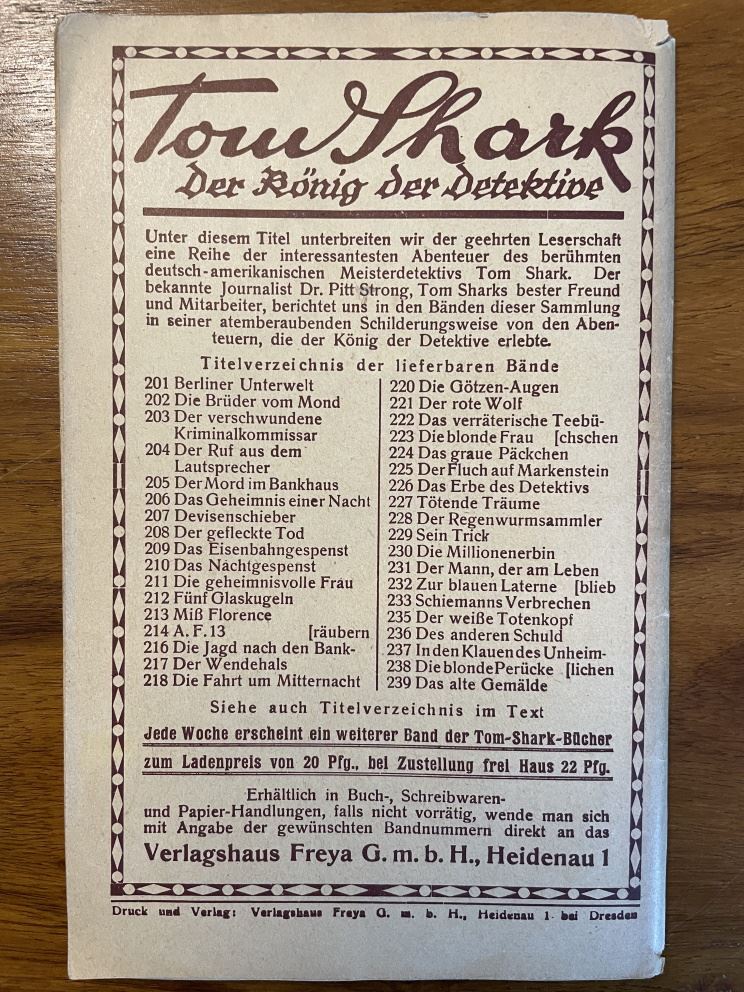 Tom Shark
Der König der Detektive
Unter diesem Titel unterbreiten wir der geehrten Leserschaft
eine Reihe der interessantesten Abenteuer des berühmten
deutsch-amerikanischen Meisterdetektivs Tom Shark. Der
bekannte Journalist Dr. Pitt Strong, Tom Sharks bester Freund
und Mitarbeiter, berichtet uns in den Bänden dieser Sammlung
in seiner atemberaubenden Schilderungsweise von den Aben-
teuern, die der König der Detektive erlebte.
Titelverzeichnis der lieferbaren Bände
201 Berliner Unterwelt
202 Die Brüder vom Mond
203 Der verschwundene
Kriminalkommissar
204 Der Ruf aus dem
Lautsprecher
205 Der Mord im Bankhaus
206 Das Geheimnis einer Nacht
207 Devisenschieber
208 Der gefleckte Tod
209 Das Eisenbahngespenst
210 Das Nachtgespenst
211 Die geheimnisvolle Frau
212 Fünf Glaskugeln
213 Miß Florence
214 A. F. 13 [räubern
216 Die Jagd nach den Bank-
217 Der Wendehals
218 Die Fahrt um Mitternacht
220 Die Götzen-Augen
221 Der rote Wolf
222 Das verräterische Teebü-
223 Die blonde Frau [chschen
224 Das graue Päckchen
225 Der Fluch auf Markenstein
226 Das Erbe des Detektivs
227 Tötende Träume
228 Der Regenwurmsammler
229 Sein Trick
230 Die Millionenerbin
231 Der Mann, der am Leben
232 Zur blauen Laterne [blieb
233 Schiemanns Verbrechen
235 Der weiße Totenkopf
236 Des anderen Schuld
237 In den Klauen des Unheim-
238 Die blonde Perücke [lichen
239 Das alte Gemälde
Siehe auch Titelverzeichnis im Text
Jede Woche erscheint ein weiterer Band der Tom-Shark-Bücher
zum Ladenpreis von 20 Pfg., bei Zustellung frei Haus 22 Pfg.
Erhältlich in Buch-, Schreibwaren-
und Papier-Handlungen, falls nicht vorrätig, wende man sich
mit Angabe der gewünschten Bandnummern direkt an das
Verlagshaus Freya G. m. b. H., Heidenau 1
Druck und Verlag: Verlagshaus Freya G. m. b. H., Heidenau 1 bei Dresden